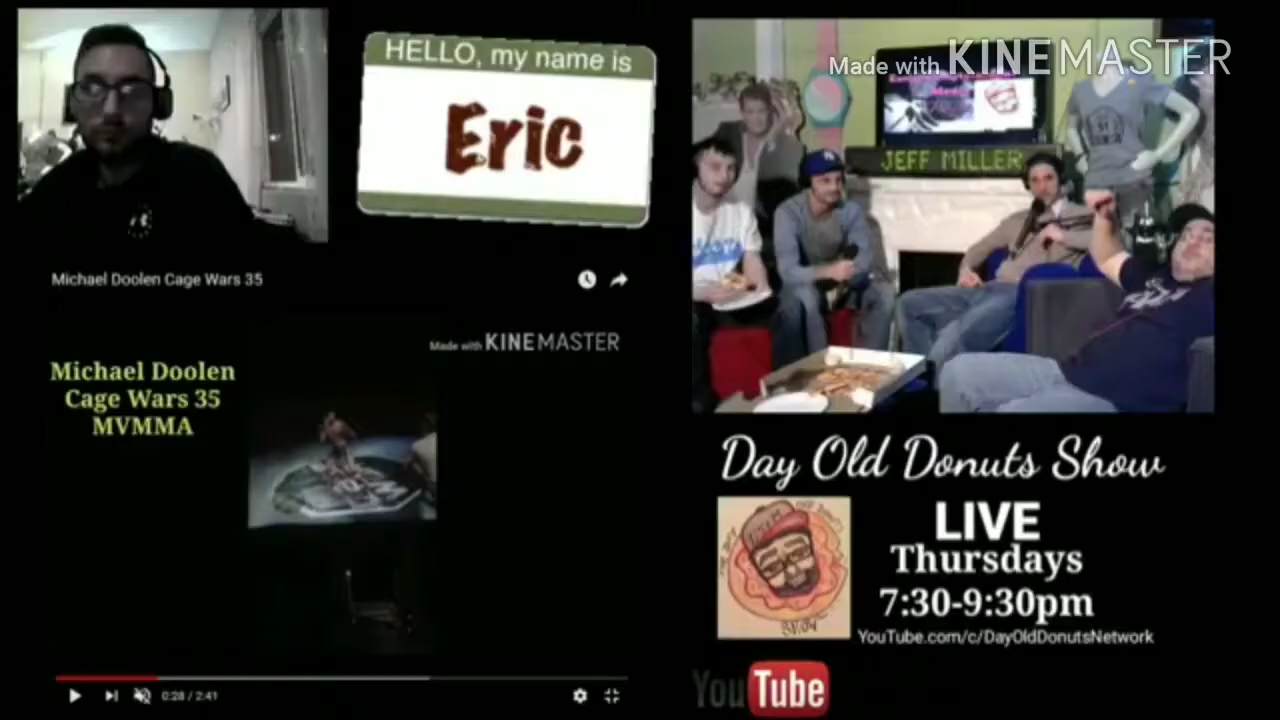 HELLO, my name is
Eric
Michael Doolen Cage Wars 35
Made with KINEMASTER
Michael Doolen
Cage Wars 35
MVMMA
0:28 / 2:41
Made with KINEMASTER
JEFF MILLER
Day Old Donuts Show
LIVE
Thursdays
7:30-9:30pm
YouTube.com/c/DayOldDonutsNetwork
YouTube